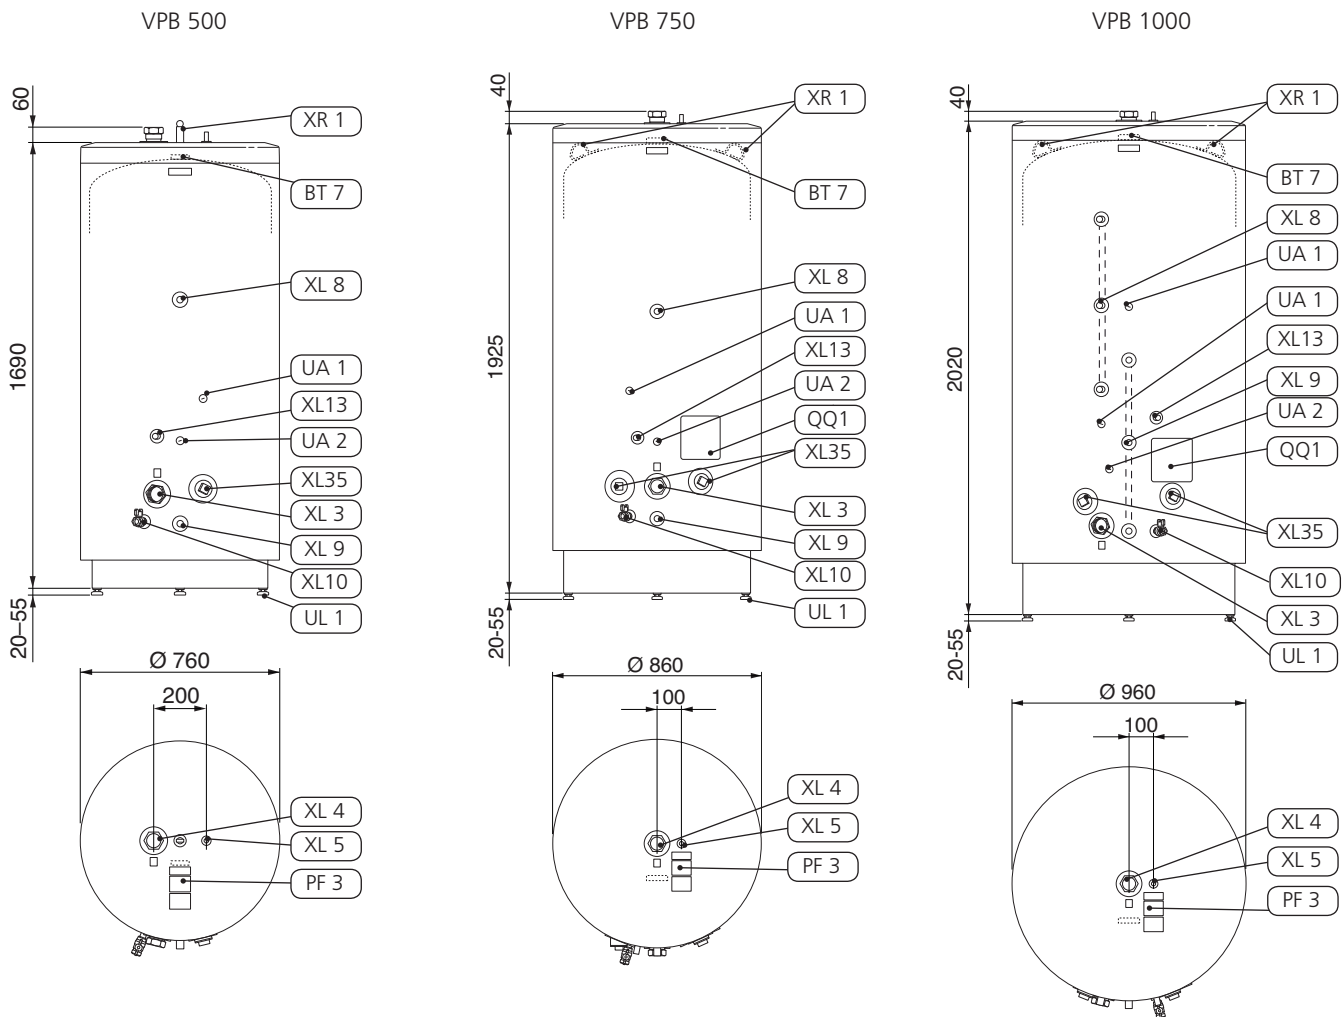 VPB 500
60
XR 1
BT 7
XL 8
1690
UA 1
XL13
UA 2
XL35
XL 3
XL 9
XL10
UL 1
20–55
Ø 760
200
XL 4
XL 5
PF 3
VPB 750
40
XR 1
BT 7
XL 8
1925
UA 1
XL13
UA 2
QQ1
XL35
XL 3
XL 9
XL10
UL 1
20-55
Ø 860
100
XL 4
XL 5
PF 3
VPB 1000
40
XR 1
BT 7
XL 8
UA 1
UA 1
XL13
2020
XL 9
UA 2
QQ1
XL35
XL10
XL 3
UL 1
20-55
Ø 960
100
XL 4
XL 5
PF 3